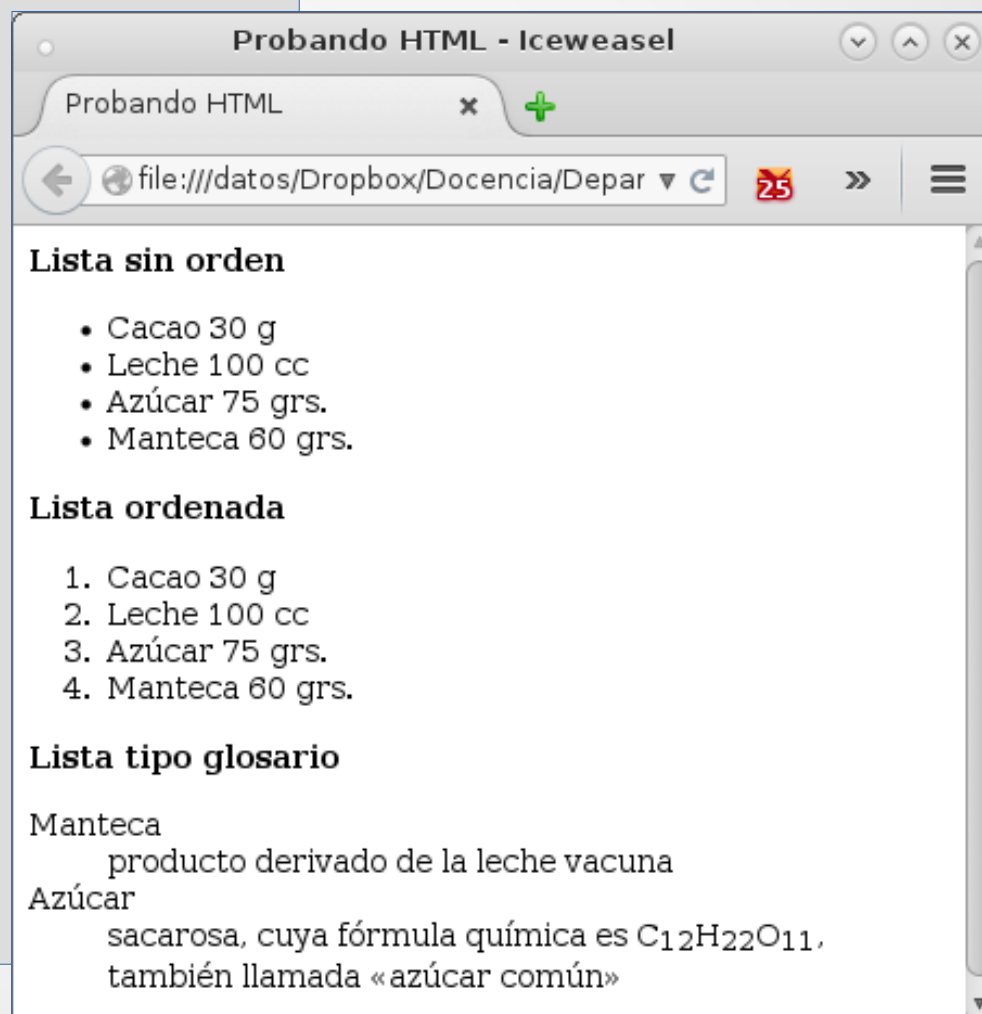 Probando HTML - Iceweasel
Probando HTML
file:///datos/Dropbox/Docencia/Depar
25
Lista sin orden
• Cacao 30 g
• Leche 100 cc
• Azúcar 75 grs.
• Manteca 60 grs.
Lista ordenada
1. Cacao 30 g
2. Leche 100 cc
3. Azúcar 75 grs.
4. Manteca 60 grs.
Lista tipo glosario
Manteca
producto derivado de la leche vacuna
Azúcar
sacarosa, cuya fórmula química es C₁₂H₂₂O₁₁,
también llamada «azúcar común»